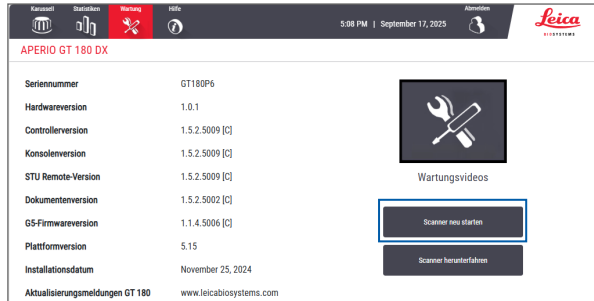 Karussell Statistiken Wartung Hilfe Abmelden
5:08 PM | September 17, 2025
Leica
BIOSYSTEMS
APERIO GT 180 DX
Seriennummer GT180P6
Hardwareversion 1.0.1
Controllerversion 1.5.2.5009 [C]
Konsolenversion 1.5.2.5009 [C]
STU Remote-Version 1.5.2.5009 [C]
Dokumentenversion 1.5.2.5002 [C]
G5-Firmwareversion 1.1.4.5006 [C]
Plattformversion 5.15
Installationsdatum November 25, 2024
Aktualisierungsmeldungen GT 180 www.leicabiosystems.com
Wartungsvideos
Scanner neu starten
Scanner herunterfahren